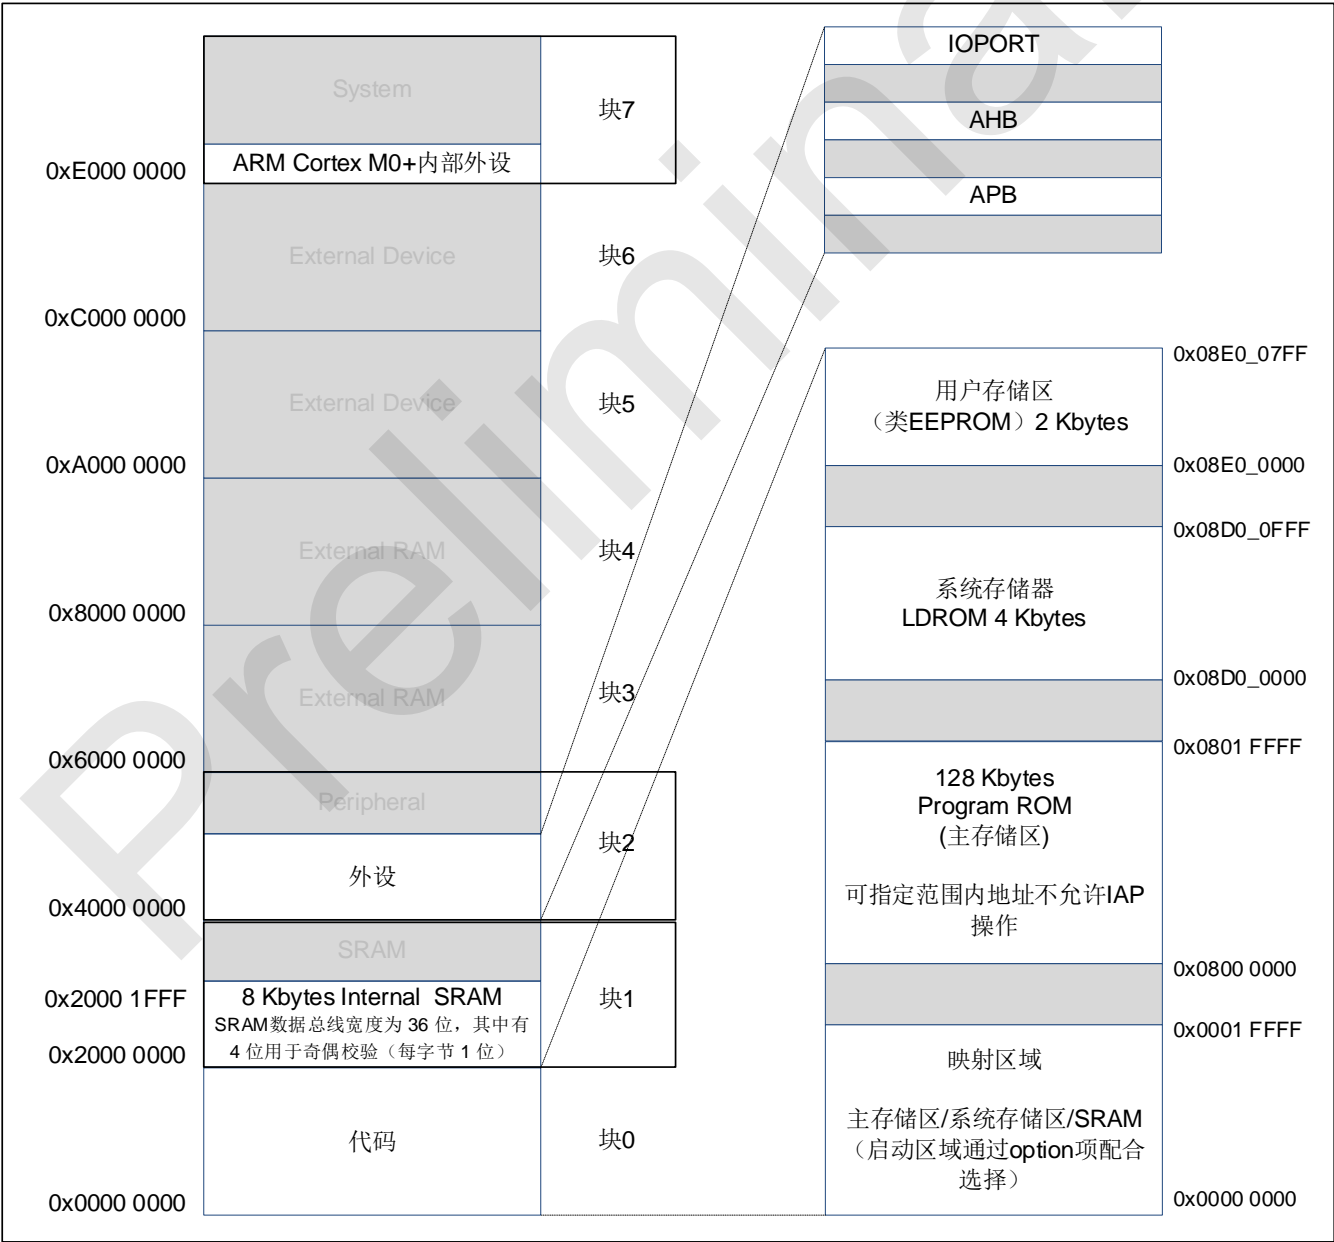 System
块7
0xE000 0000
ARM Cortex M0+内部外设
External Device
块6
0xC000 0000
External Device
块5
0xA000 0000
External RAM
块4
0x8000 0000
External RAM
块3
0x6000 0000
Peripheral
块2
外设
0x4000 0000
SRAM
0x2000 1FFF
8 Kbytes Internal SRAM
SRAM数据总线宽度为 36 位，其中有
4 位用于奇偶校验（每字节 1 位）
块1
0x2000 0000
代码
块0
0x0000 0000
IOPORT
AHB
APB
0x08E0_07FF
用户存储区
（类EEPROM）2 Kbytes
0x08E0_0000
0x08D0_0FFF
系统存储器
LDROM 4 Kbytes
0x08D0_0000
0x0801 FFFF
128 Kbytes
Program ROM
(主存储区)
可指定范围内地址不允许IAP
操作
0x0800 0000
0x0001 FFFF
映射区域
主存储区/系统存储区/SRAM
（启动区域通过option项配合
选择）
0x0000 0000
Preliminar